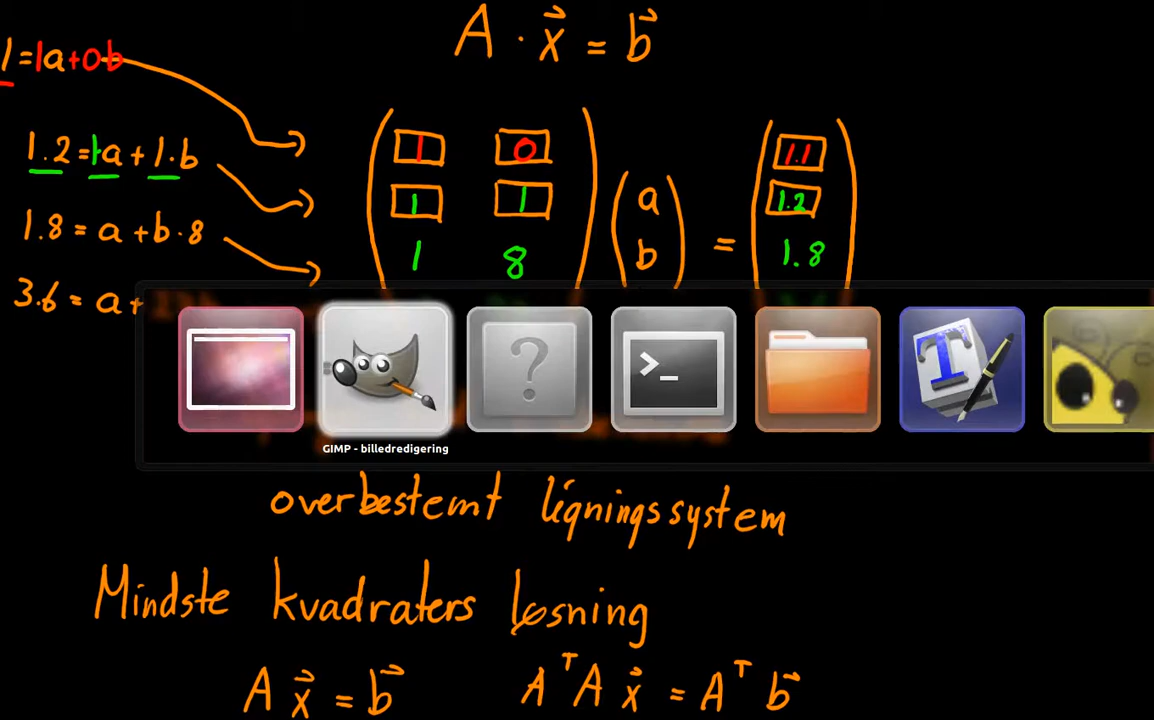 A · x⃗ = b⃗
1 = 1a+0b
1.2 = 1a + 1·b
1.8 = a + b·8
3.6 = a+
1 0 1.1
1 1 a 1.2
1 8 b = 1.8
GIMP - billedredigering
overbestemt ligningssystem
Mindste kvadraters løsning
A x⃗ = b⃗ AᵀA x⃗ = Aᵀ b⃗